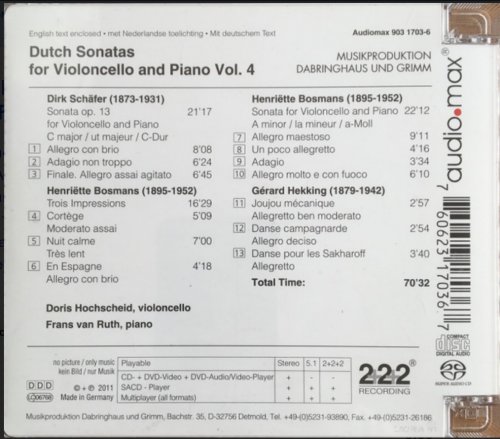 English text enclosed • met Nederlandse toelichting • Mit deutschem Text
Audiomax 903 1703-6
Dutch Sonatas
for Violoncello and Piano Vol. 4
MUSIKPRODUKTION
DABRINGHAUS UND GRIMM
audiomax
Dirk Schäfer (1873-1931)
Sonata op. 13 21'17
for Violoncello and Piano
C major / ut majeur / C-Dur
1 Allegro con brio 8'08
2 Adagio non troppo 6'24
3 Finale. Allegro assai agitato 6'45
Henriëtte Bosmans (1895-1952)
Trois Impressions 16'29
4 Cortège 5'09
Moderato assai
5 Nuit calme 7'00
Très lent
6 En Espagne 4'18
Allegro con brio
Henriëtte Bosmans (1895-1952)
Sonata for Violoncello and Piano 22'12
A minor / la mineur / a-Moll
7 Allegro maestoso 9'11
8 Un poco allegretto 4'16
9 Adagio 3'34
10 Allegro molto e con fuoco 6'10
Gérard Hekking (1879-1942)
11 Joujou mécanique 2'57
Allegretto ben moderato
12 Danse campagnarde 2'54
Allegro deciso
13 Danse pour les Sakharoff 3'40
Allegretto
Total Time: 70'32
Doris Hochscheid, violoncello
Frans van Ruth, piano
7 60623 17036 7
COMPACT disc DIGITAL AUDIO
SUPER AUDIO CD
no picture / only music
kein Bild / nur Musik
Playable Stereo 5.1 2+2+2
CD- + DVD-Video + DVD-Audio/Video-Player + - -
SACD - Player + + -
Multiplayer (all formats) + + +
222®
RECORDING
DDD
LC06768
© + ℗ 2011
Made in Germany
Musikproduktion Dabringhaus und Grimm, Bachstr. 35, D-32756 Detmold, Tel. +49-(0)5231-93890, Fax. +49-(0)5231-26186